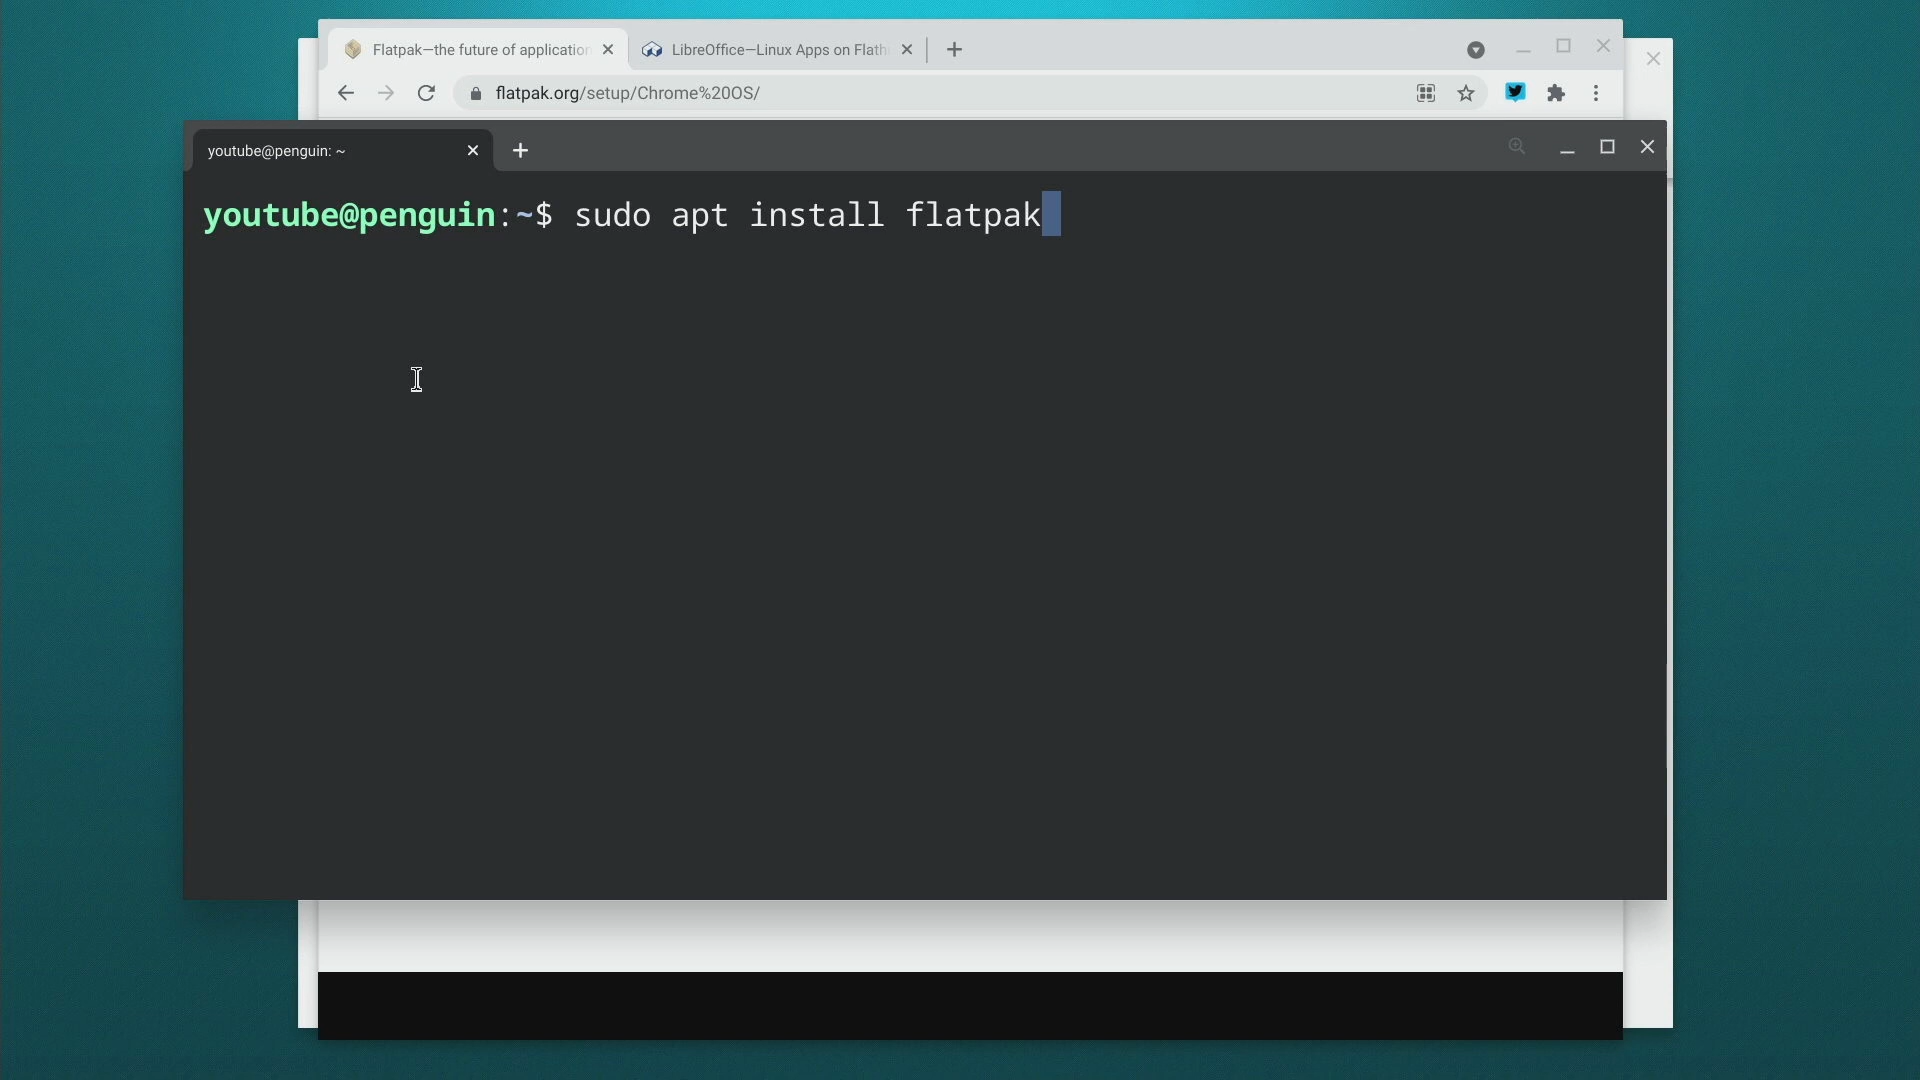 Flatpak—the future of application
LibreOffice—Linux Apps on Flath
flatpak.org/setup/Chrome%20OS/
youtube@penguin: ~
youtube@penguin:~$ sudo apt install flatpak